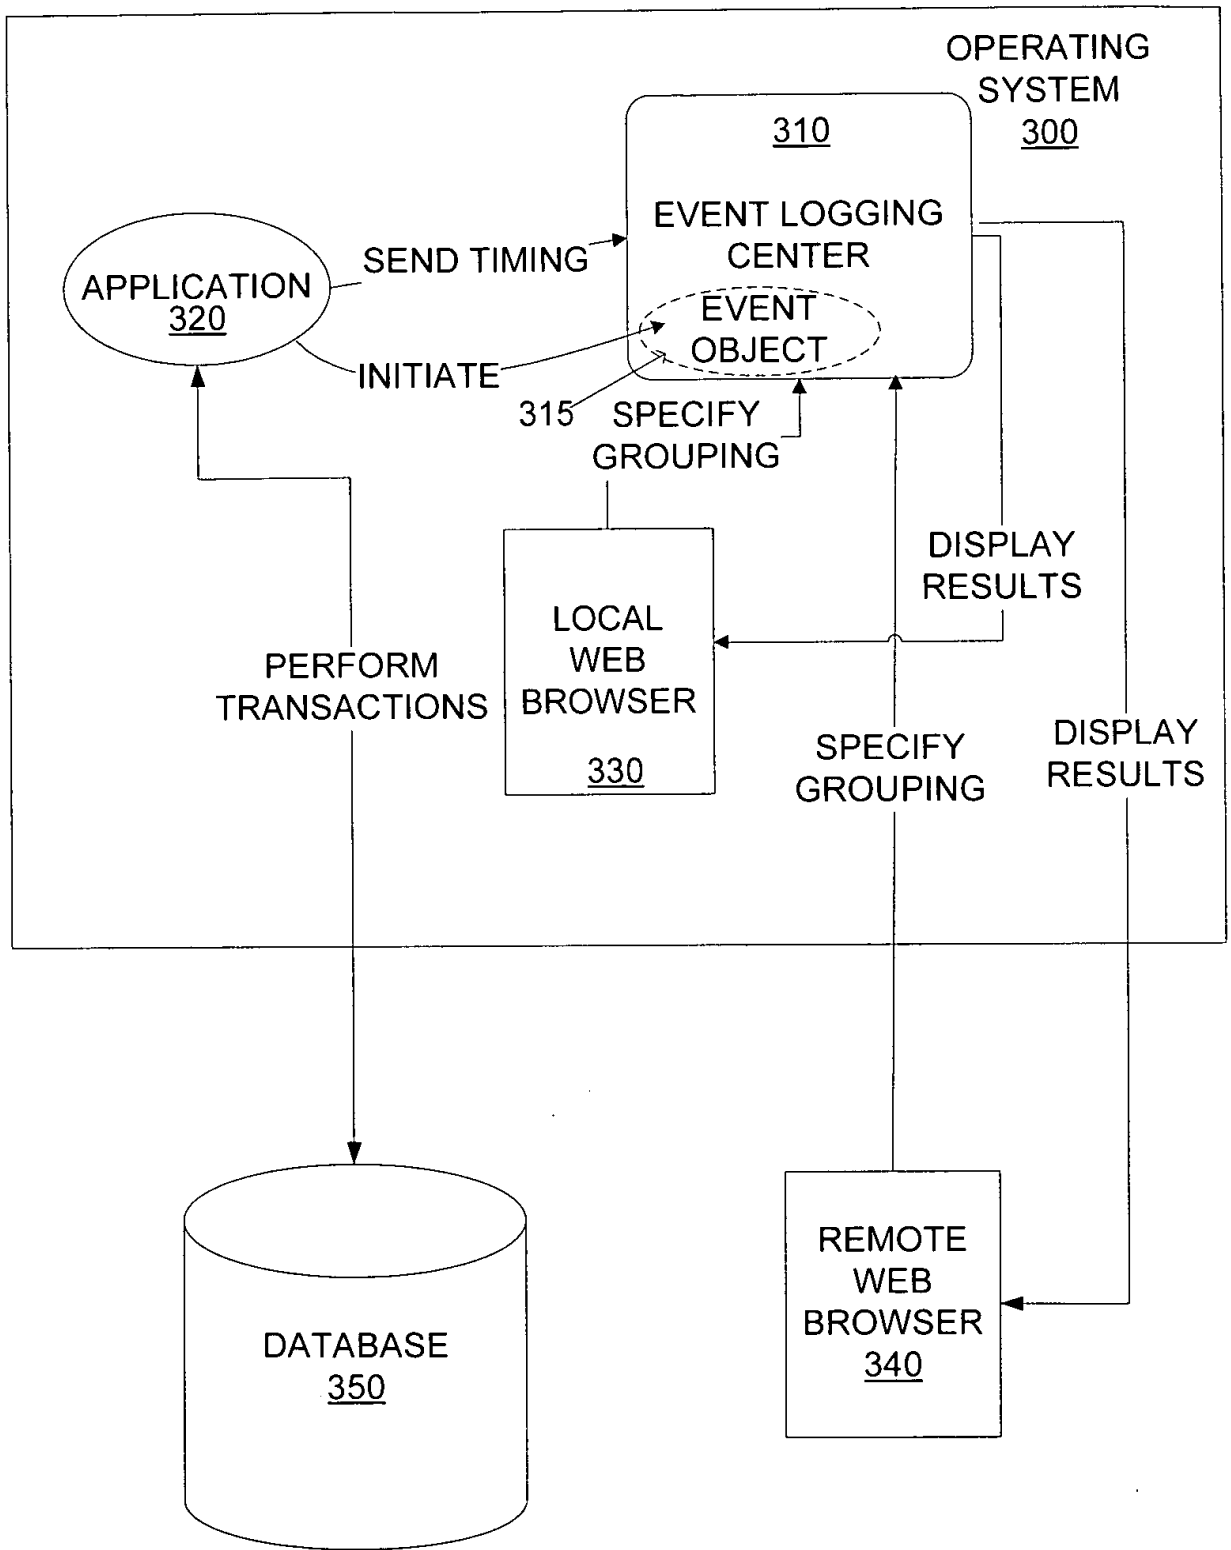 OPERATING
SYSTEM
300
310
EVENT LOGGING
CENTER
SEND TIMING
APPLICATION
320
EVENT
OBJECT
INITIATE
315
SPECIFY
GROUPING
DISPLAY
RESULTS
LOCAL
WEB
BROWSER
330
PERFORM
TRANSACTIONS
SPECIFY
GROUPING
DISPLAY
RESULTS
REMOTE
WEB
BROWSER
340
DATABASE
350